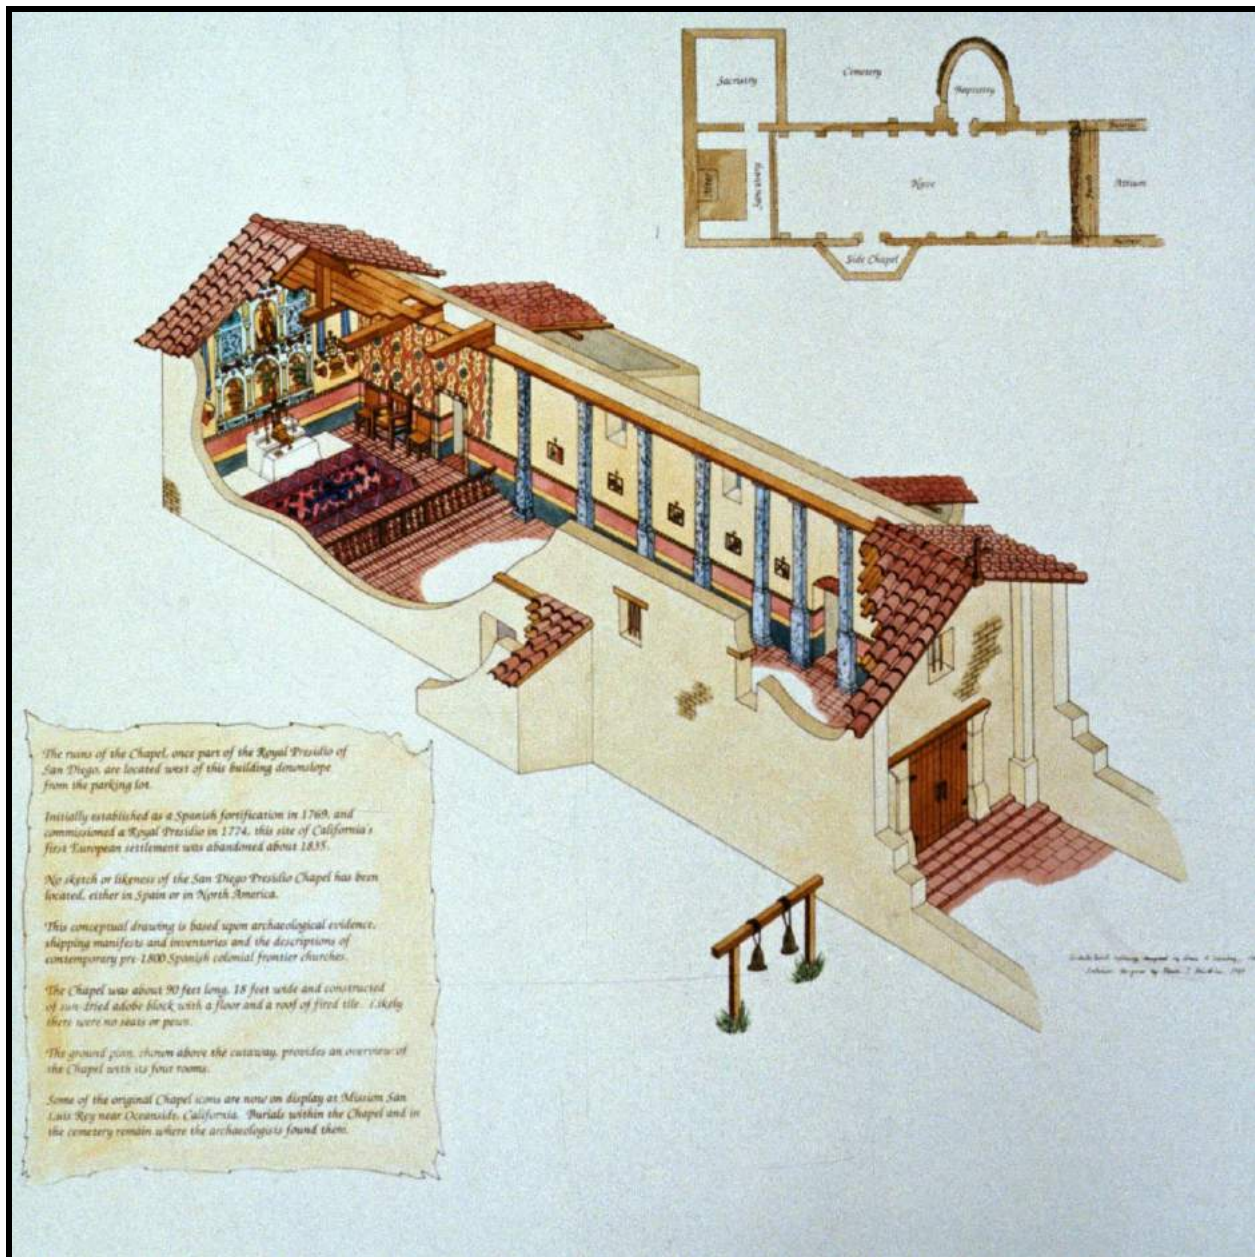 Sacristry
Cemetery
Bapistry
Altar
Sanctuary
Nave
Atrium
Side Chapel
The ruins of the Chapel, once part of the Royal Presidio of
San Diego, are located west of this building downslope
from the parking lot.
Initially established as a Spanish fortification in 1769, and
commissioned a Royal Presidio in 1774, this site of California's
first European settlement was abandoned about 1835.
No sketch or likeness of the San Diego Presidio Chapel has been
located, either in Spain or in North America.
This conceptual drawing is based upon archaeological evidence,
shipping manifests and inventories and the descriptions of
contemporary pre-1800 Spanish colonial frontier churches.
The Chapel was about 90 feet long, 18 feet wide and constructed
of sun-dried adobe block with a floor and a roof of fired tile. Likely
there were no seats or pews.
The ground plan, shown above the cutaway, provides an overview of
the Chapel with its four rooms.
Some of the original Chapel icons are now on display at Mission San
Luis Rey near Oceanside, California. Burials within the Chapel and in
the cemetery remain where the archaeologists found them.